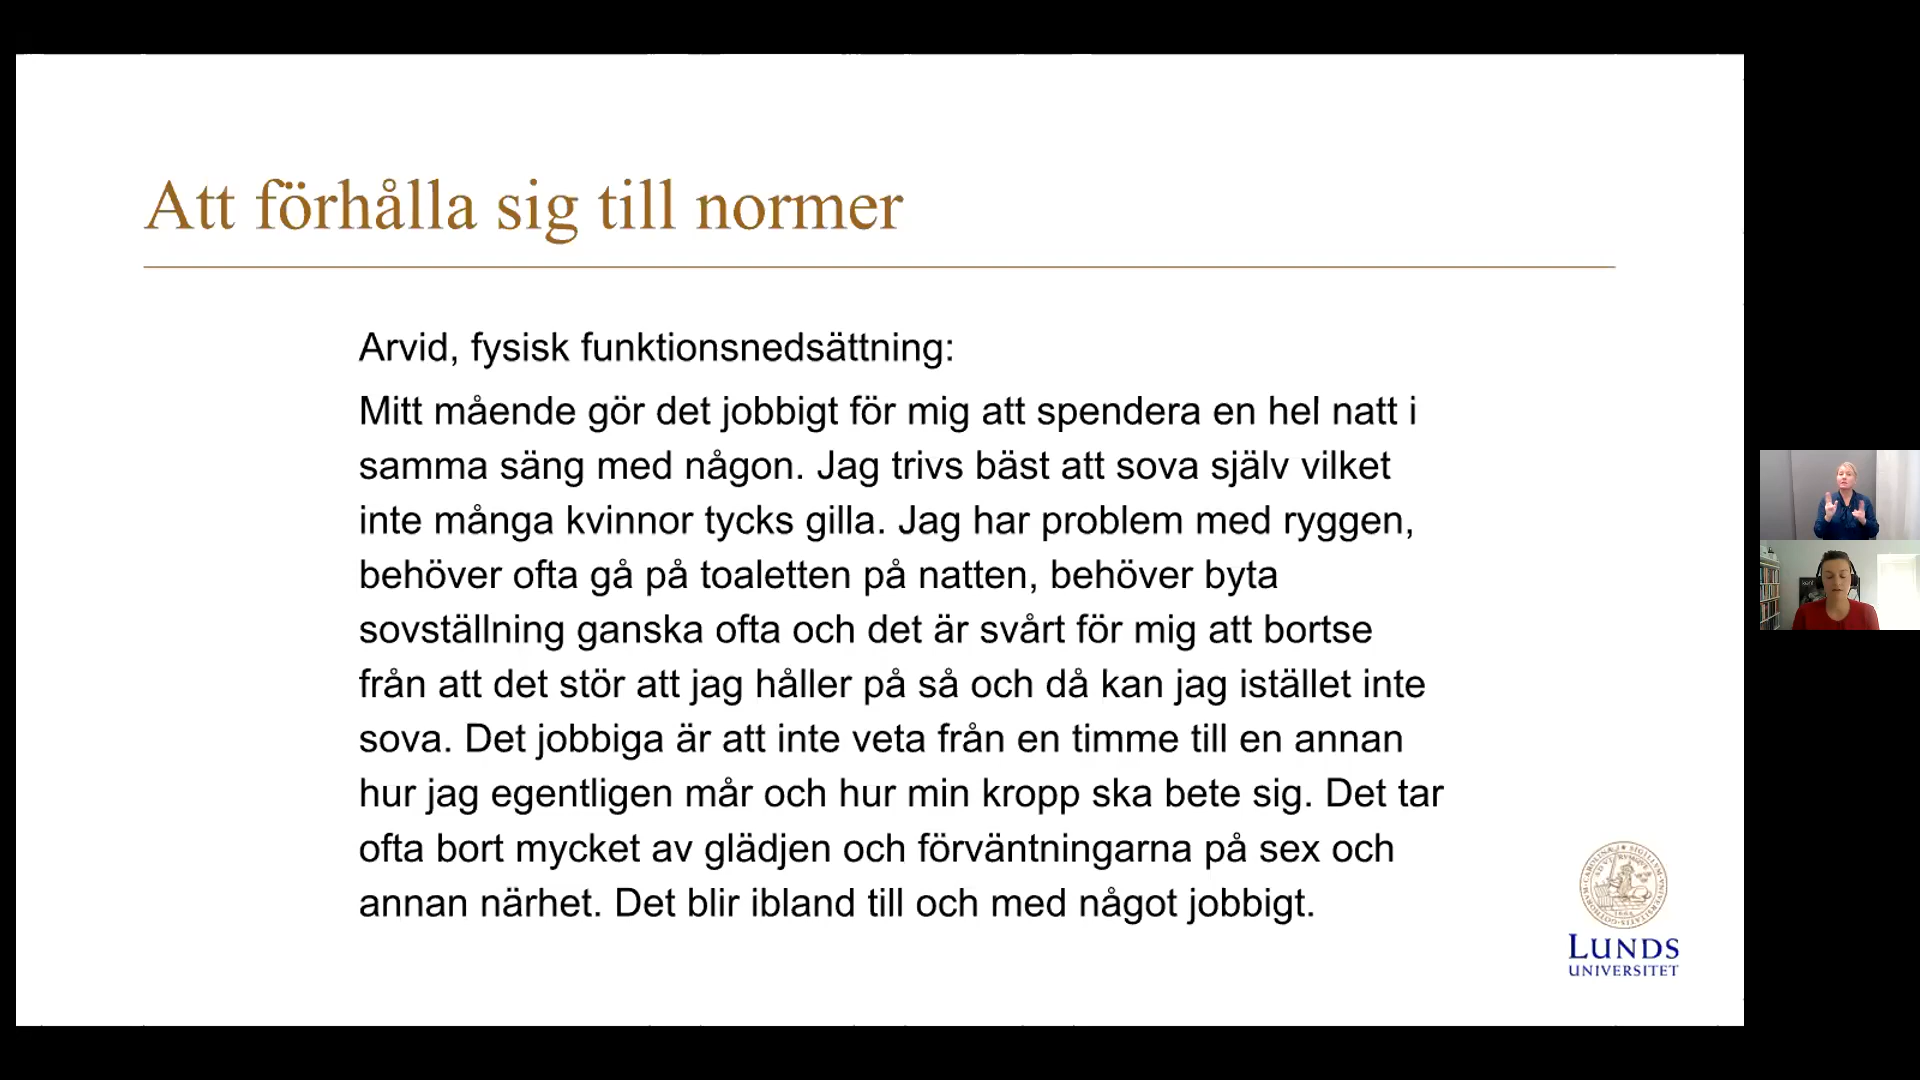 Att förhålla sig till normer
Arvid, fysisk funktionsnedsättning:
Mitt mående gör det jobbigt för mig att spendera en hel natt i
samma säng med någon. Jag trivs bäst att sova själv vilket
inte många kvinnor tycks gilla. Jag har problem med ryggen,
behöver ofta gå på toaletten på natten, behöver byta
sovställning ganska ofta och det är svårt för mig att bortse
från att det stör att jag håller på så och då kan jag istället inte
sova. Det jobbiga är att inte veta från en timme till en annan
hur jag egentligen mår och hur min kropp ska bete sig. Det tar
ofta bort mycket av glädjen och förväntningarna på sex och
annan närhet. Det blir ibland till och med något jobbigt.
LUNDS
UNIVERSITET